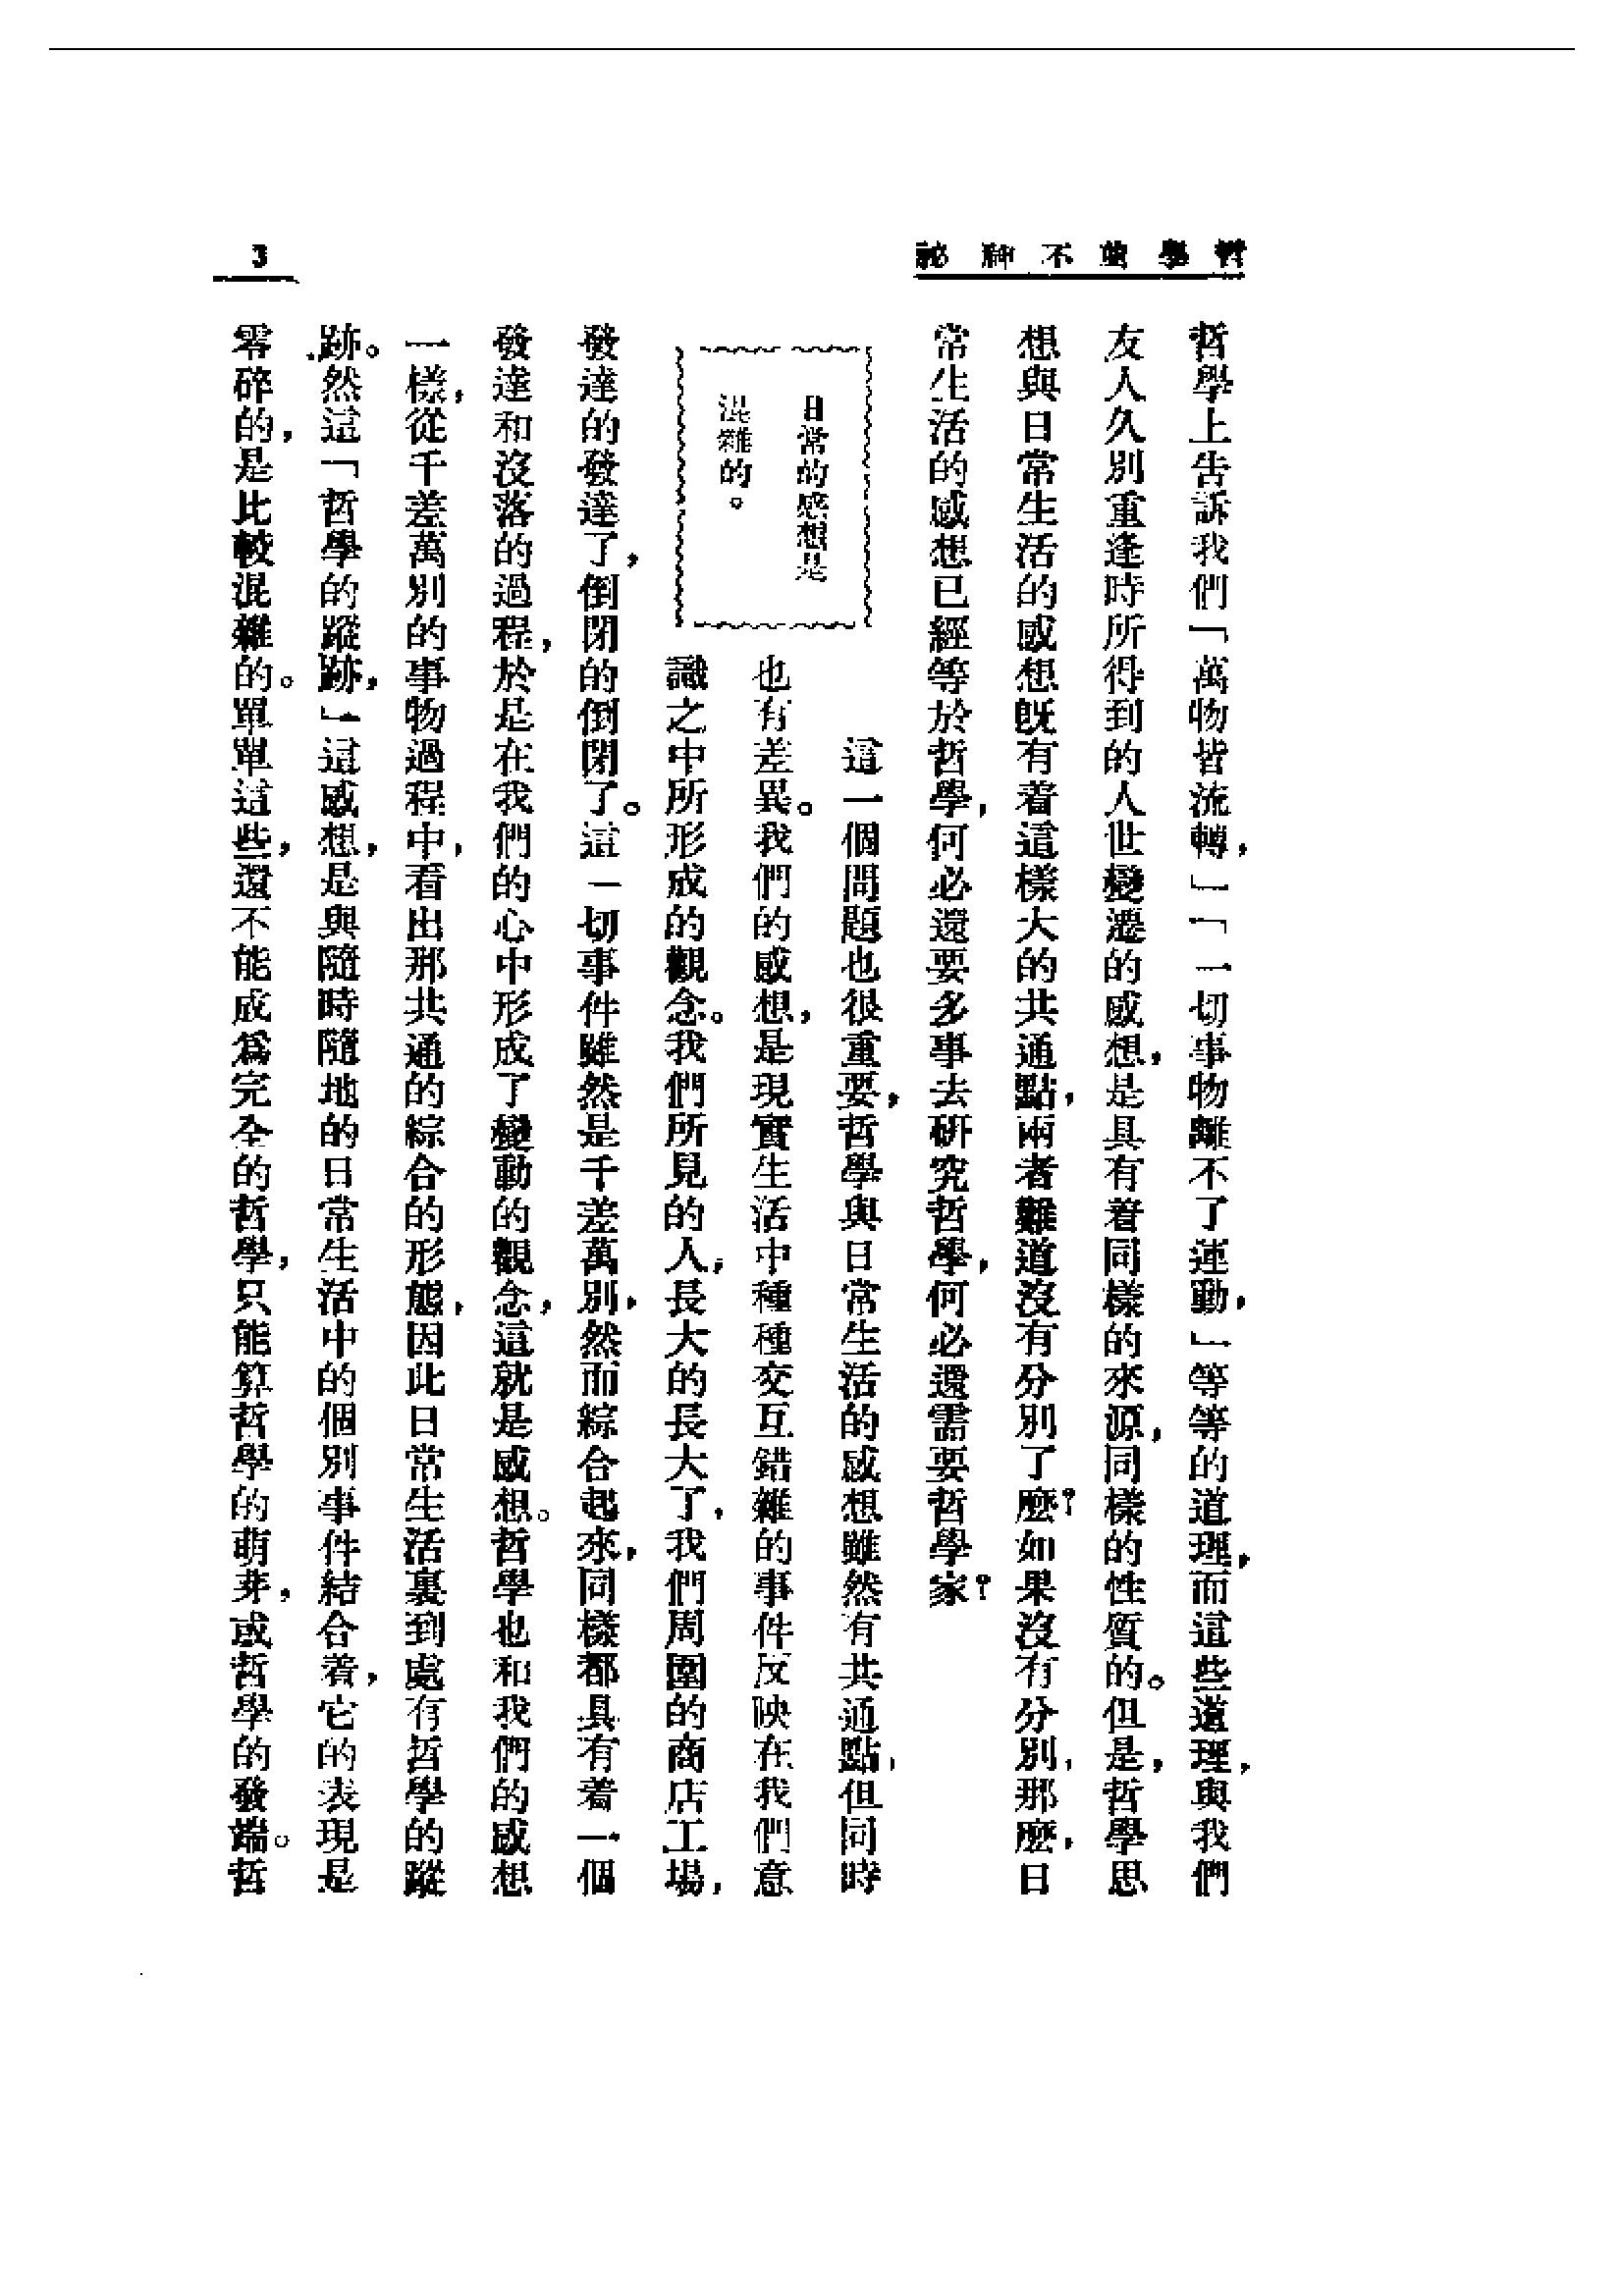 哲學並不神祕
3
哲學上告訴我們「萬物皆流轉，」「一切事物離不了運動，」等等的道理，而這些道理，與我們
友人久別重逢時所得到的人世變遷的感想，是具有着同樣的來源，同樣的性質的。但是，哲學思
想與日常生活的感想旣有着這樣大的共通點，兩者難道沒有分別了麼？如果沒有分別，那麼，日
常生活的感想已經等於哲學，何必還要多事去研究哲學，何必還需要哲學家？
這一個問題也很重要，哲學與日常生活的感想雖然有共通點，但同時
日常的感想是
混雜的。
也有差異。我們的感想，是現實生活中種種交互錯雜的事件反映在我們意
識之中所形成的觀念。我們所見的人，長大的長大了，我們周圍的商店工場，
發達的發達了，倒閉的倒閉了。這一切事件雖然是千差萬別，然而綜合起來，同樣都具有着一個
發達和沒落的過程，於是在我們的心中形成了變動的觀念，這就是感想。哲學也和我們的感想
一樣，從千差萬別的事物過程中，看出那共通的綜合的形態，因此日常生活裏到處有哲學的蹤
跡。然這「哲學的蹤跡，」這感想，是與隨時隨地的日常生活中的個別事件結合着，它的表現是
零碎的，是比較混雜的。單單這些，還不能成爲完全的哲學，只能算哲學的萌芽，或哲學的發端。哲